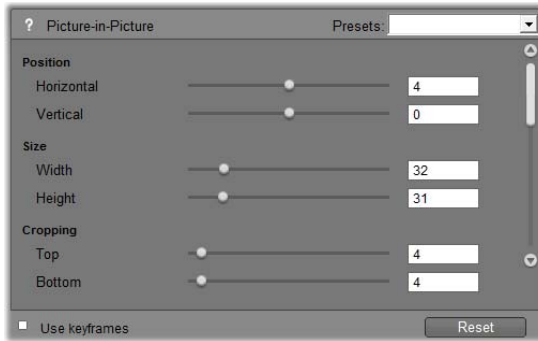 ? Picture-in-Picture Presets:
Position
Horizontal 4
Vertical 0
Size
Width 32
Height 31
Cropping
Top 4
Bottom 4
Use keyframes Reset